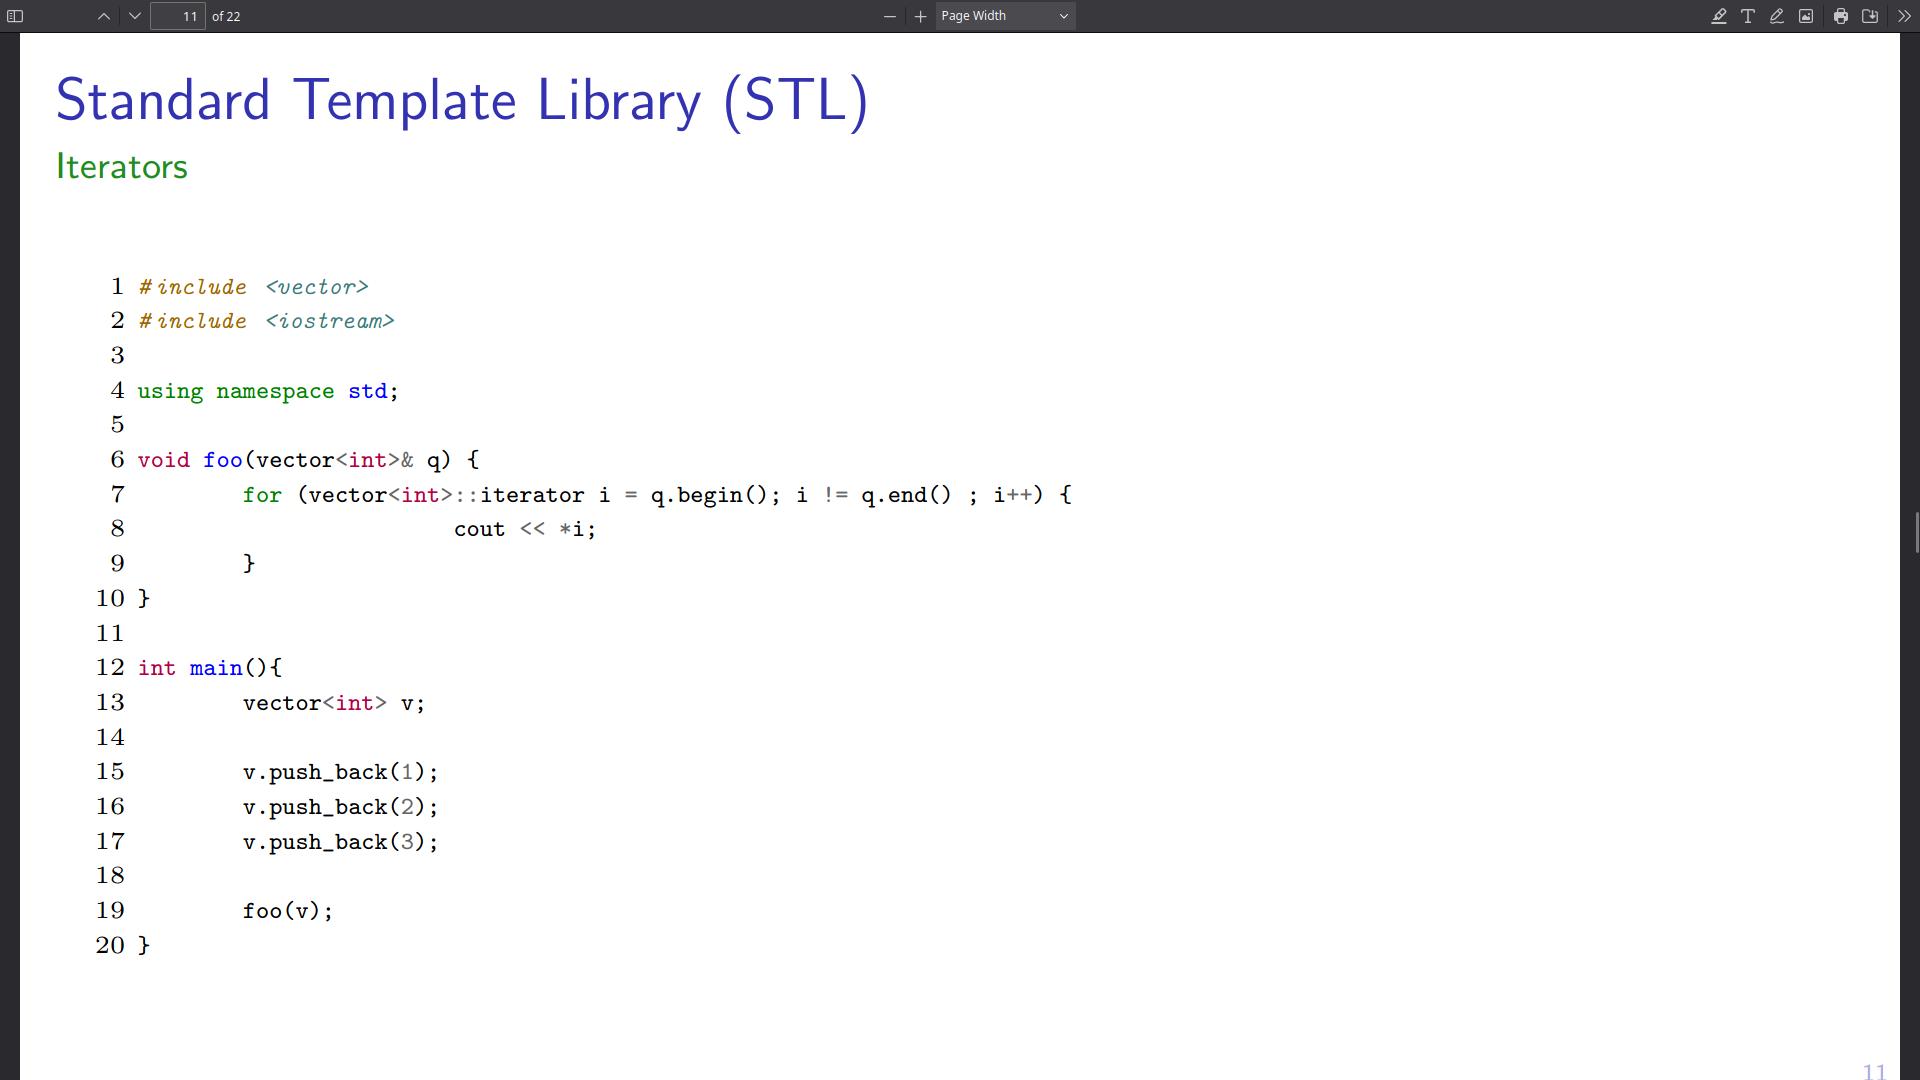 11 of 22 Page Width
Standard Template Library (STL)
Iterators
1 #include <vector>
2 #include <iostream>
3
4 using namespace std;
5
6 void foo(vector<int>& q) {
7         for (vector<int>::iterator i = q.begin(); i != q.end() ; i++) {
8                         cout << *i;
9         }
10 }
11
12 int main(){
13         vector<int> v;
14
15         v.push_back(1);
16         v.push_back(2);
17         v.push_back(3);
18
19         foo(v);
20 }
11